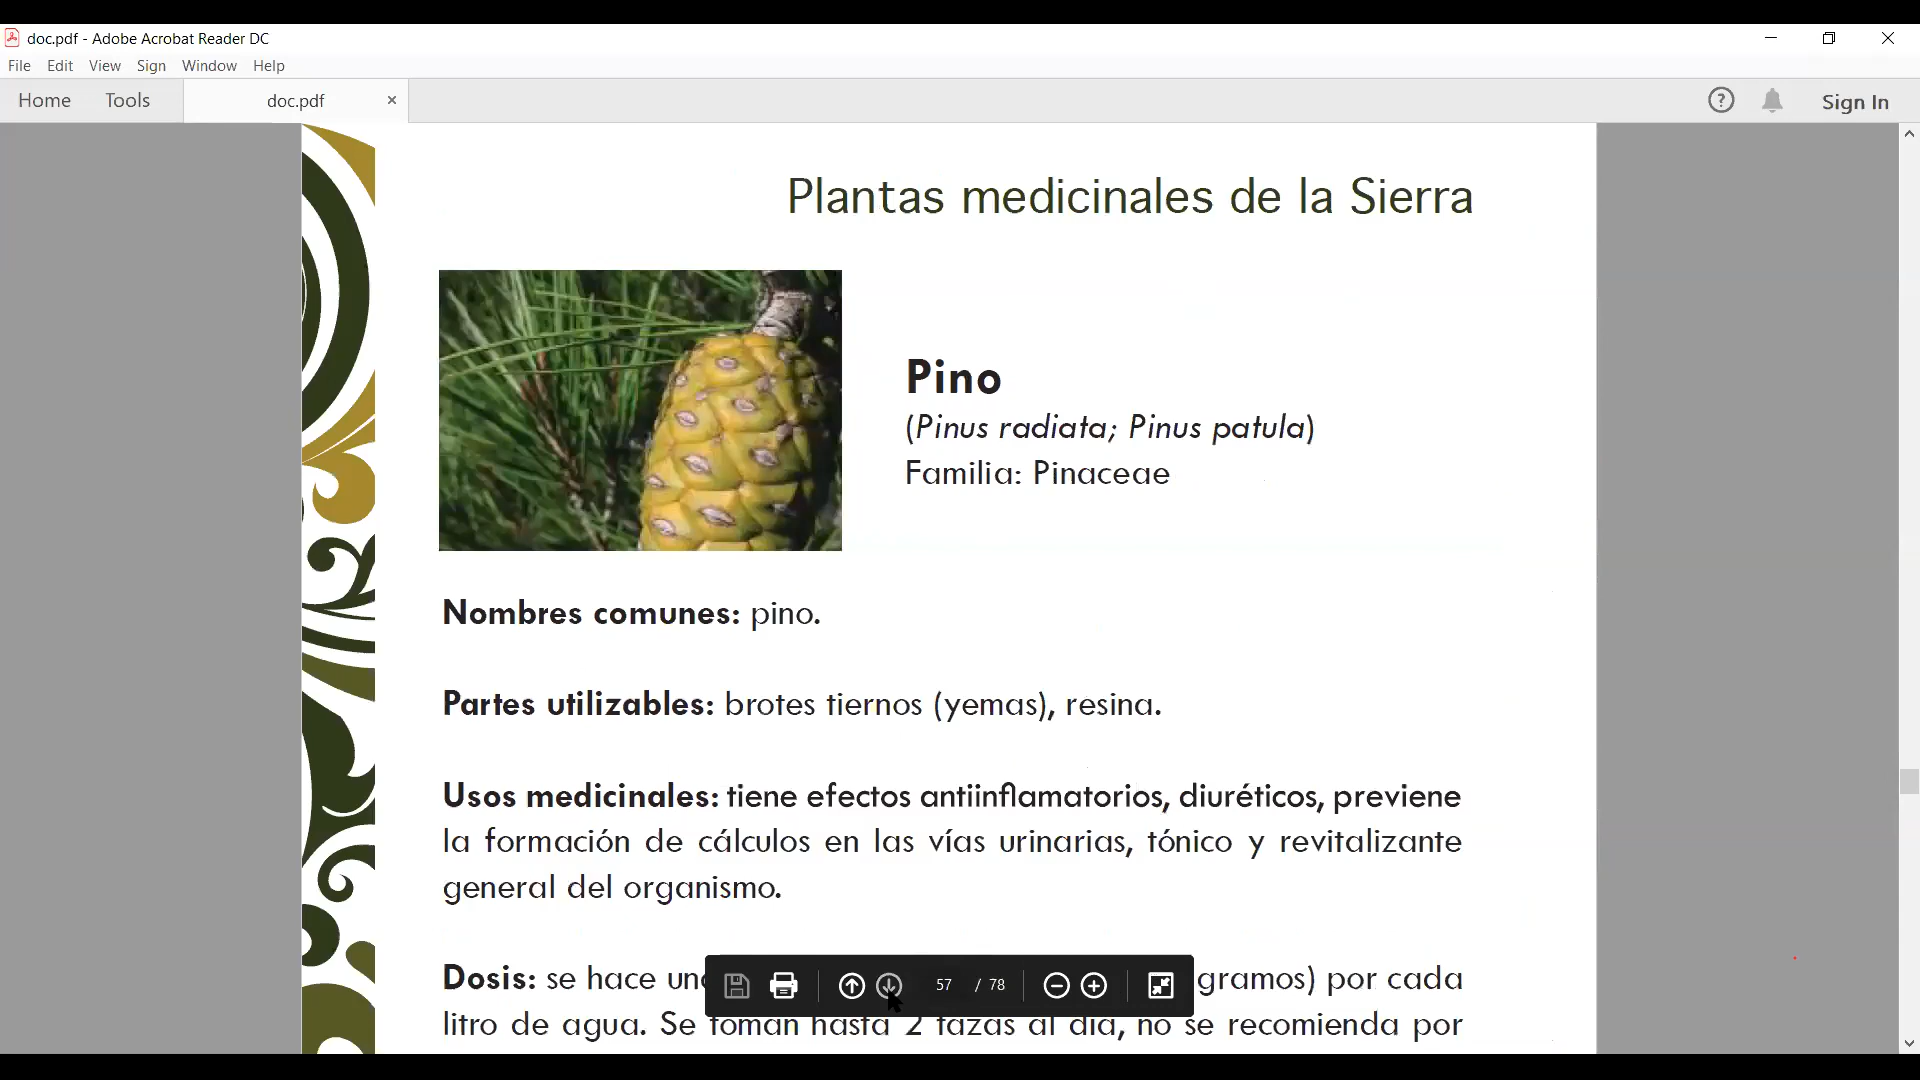 doc.pdf - Adobe Acrobat Reader DC
File Edit View Sign Window Help
Home Tools doc.pdf Sign In
Plantas medicinales de la Sierra
Pino
(Pinus radiata; Pinus patula)
Familia: Pinaceae
Nombres comunes: pino.
Partes utilizables: brotes tiernos (yemas), resina.
Usos medicinales: tiene efectos antiinflamatorios, diuréticos, previene
la formación de cálculos en las vías urinarias, tónico y revitalizante
general del organismo.
Dosis: se hace gramos) por cada
57 / 78
litro de agua. Se toman hasta 2 tazas al día, no se recomienda por